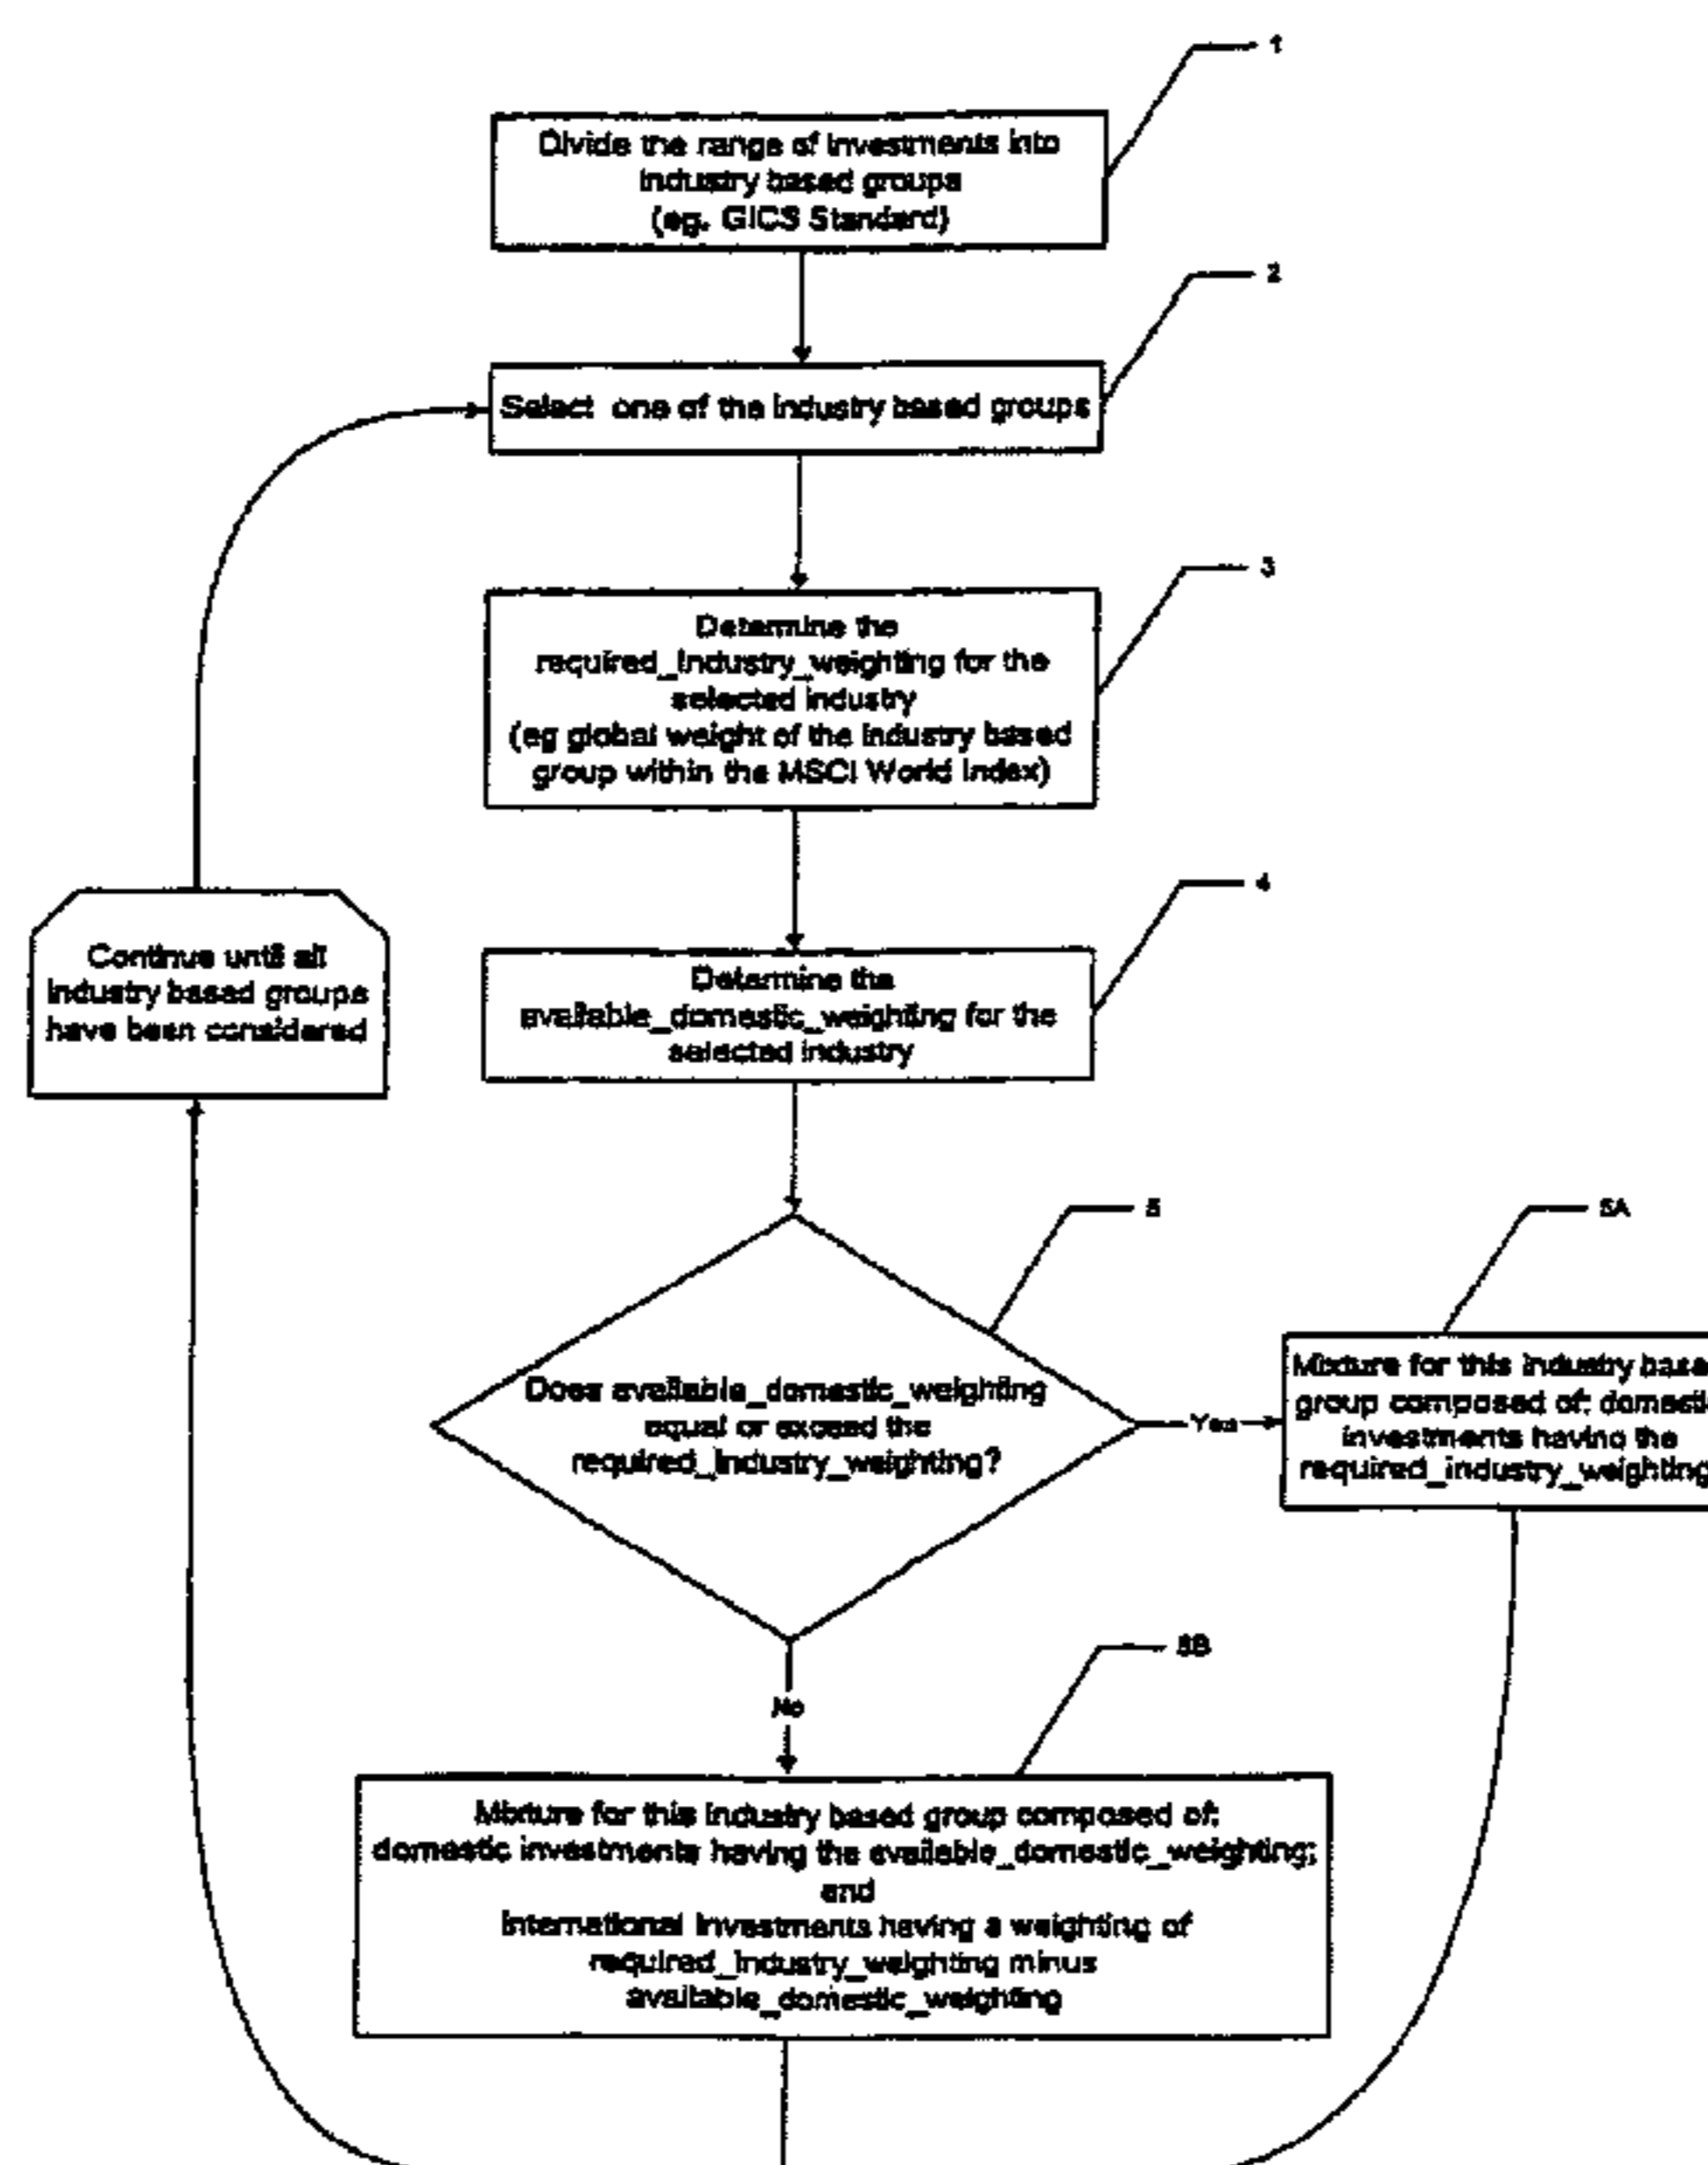 1
Divide the range of investments into
industry based groups
(eg. GICS Standard)
2
Select one of the industry based groups
3
Determine the
required_industry_weighting for the
selected industry
(eg global weight of the industry based
group within the MSCI World Index)
4
Continue until all
industry based groups
have been considered
Determine the
available_domestic_weighting for the
selected industry
5
5A
Does available_domestic_weighting
equal or exceed the
required_industry_weighting?
Yes
Mixture for this industry base
group composed of: domesti
investments having the
required_industry_weighting
5B
No
Mixture for this industry based group composed of:
domestic investments having the available_domestic_weighting;
and
international investments having a weighting of
required_industry_weighting minus
available_domestic_weighting